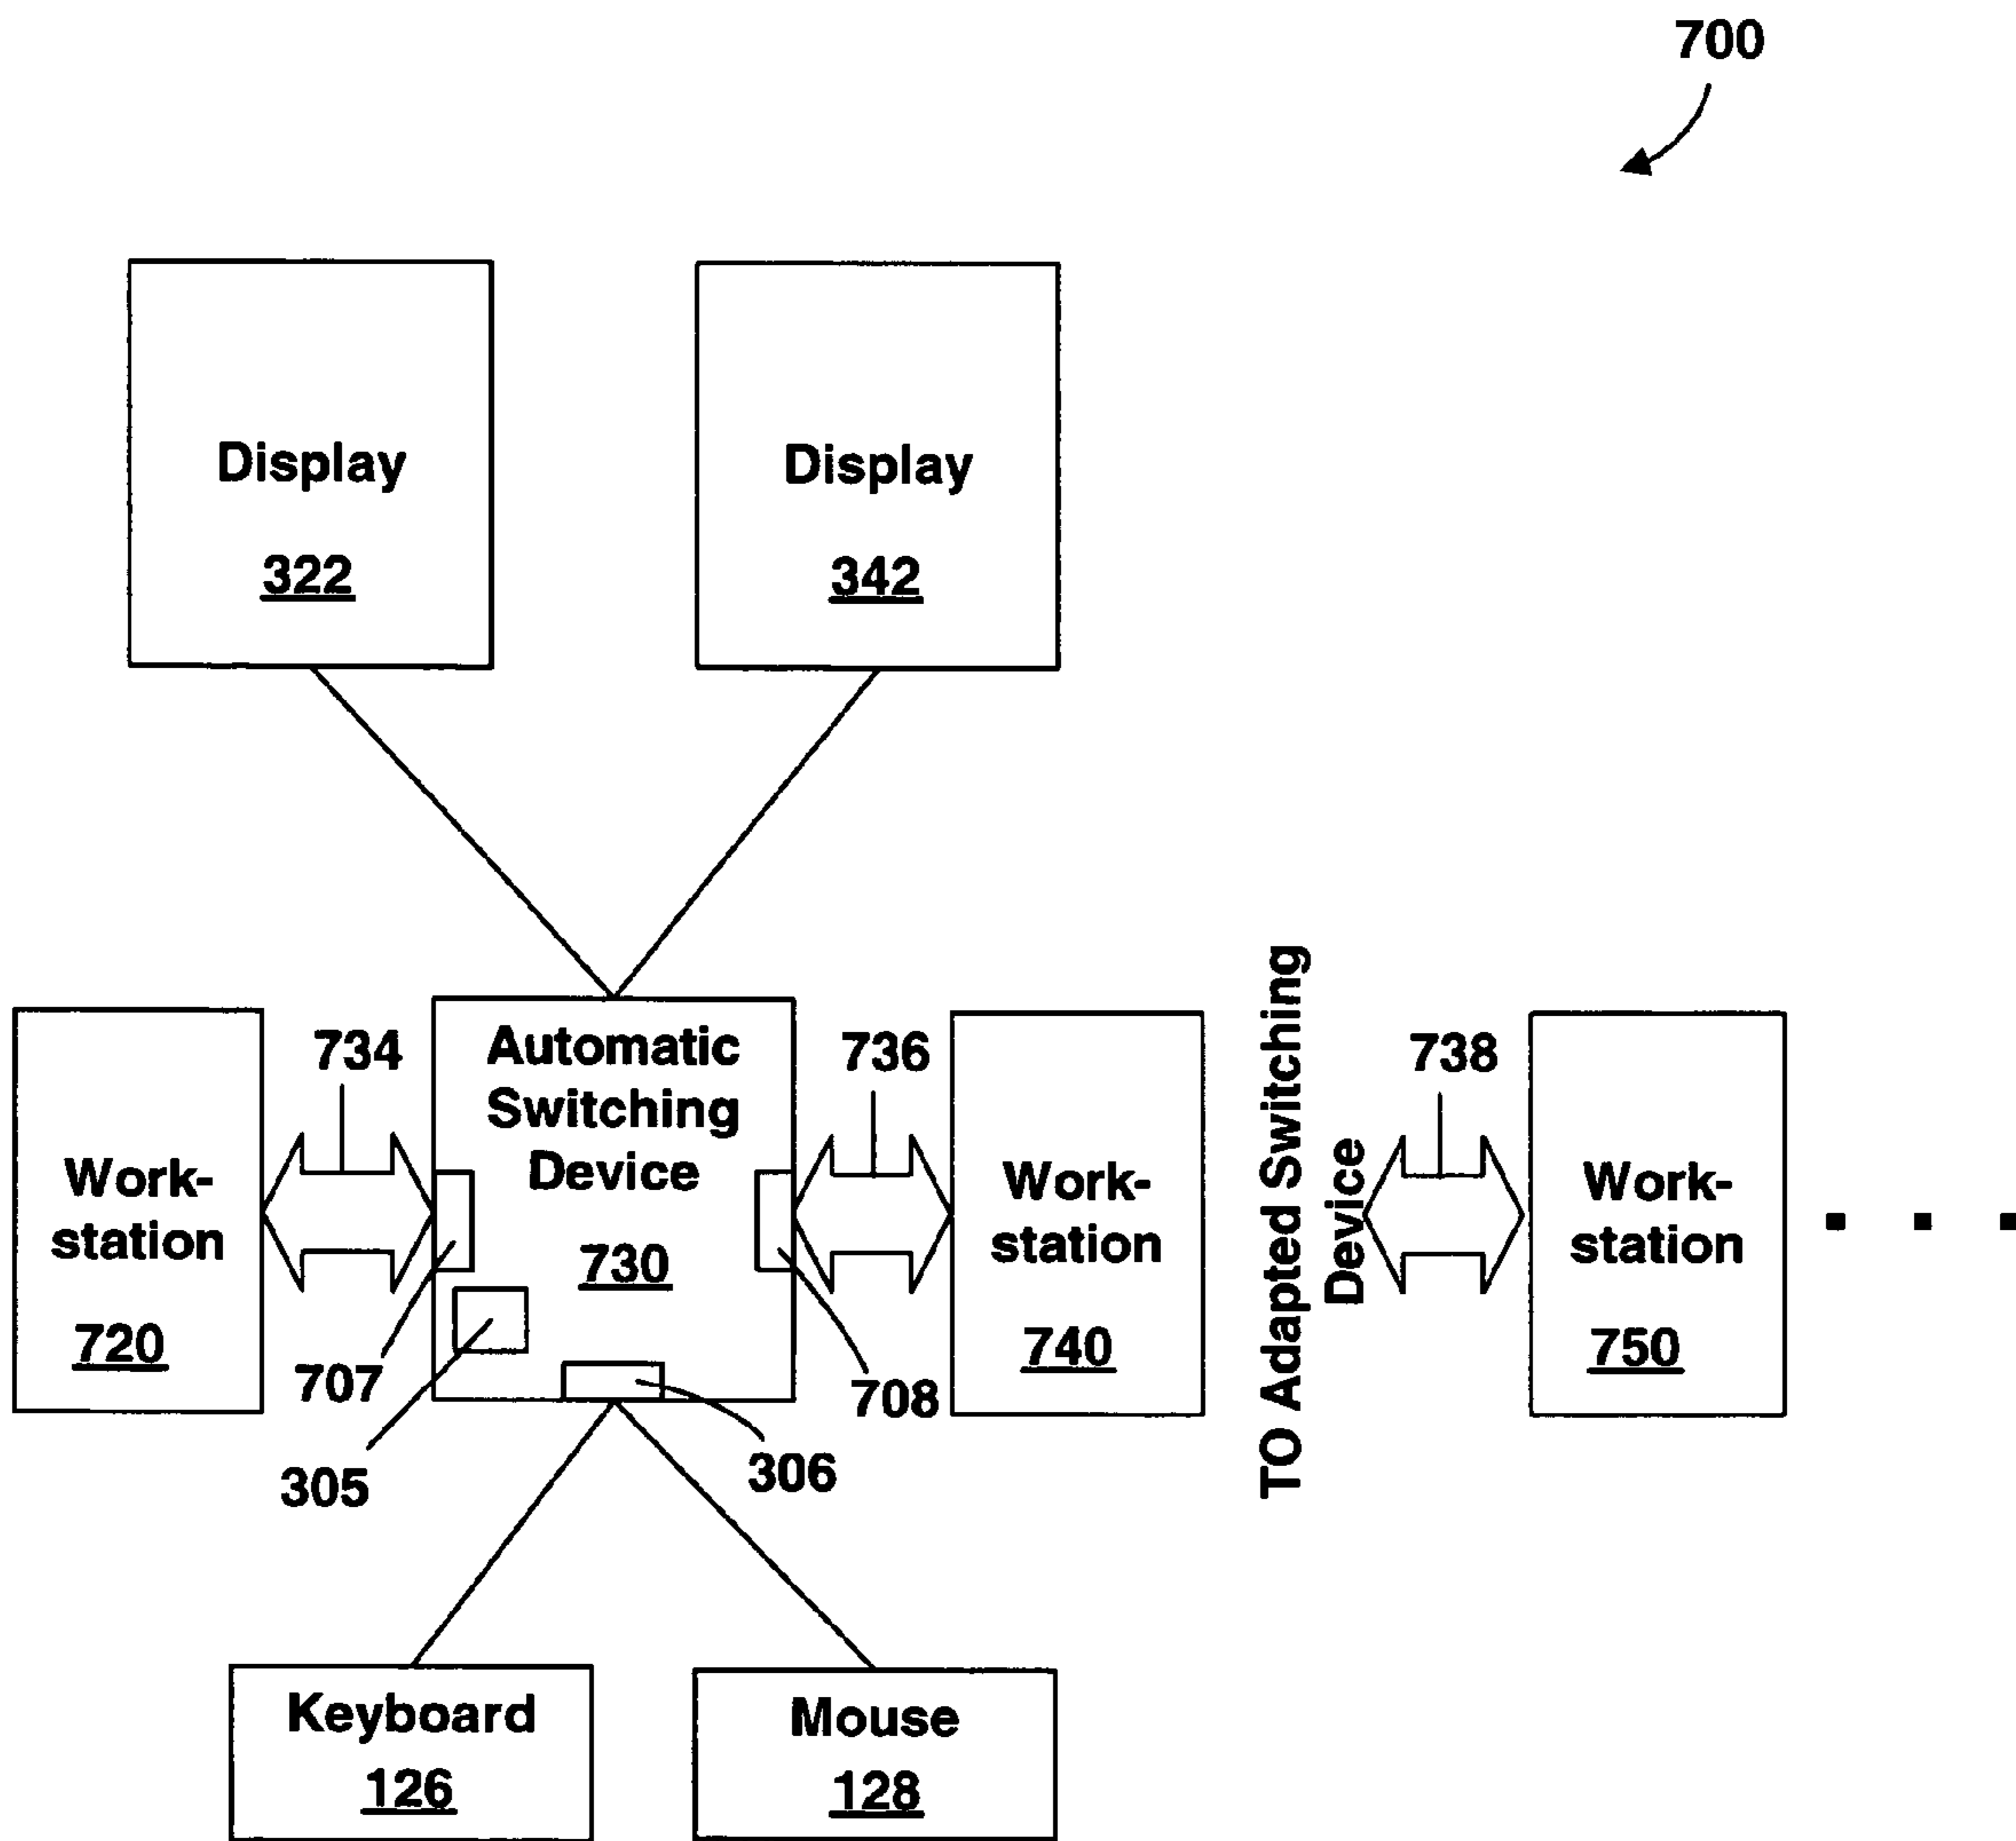 700
Display
322
Display
342
734
Automatic
Switching
Device
730
736
738
Work-
station
720
Work-
station
740
TO Adapted Switching
Device
Work-
station
750
707
708
305
306
Keyboard
126
Mouse
128